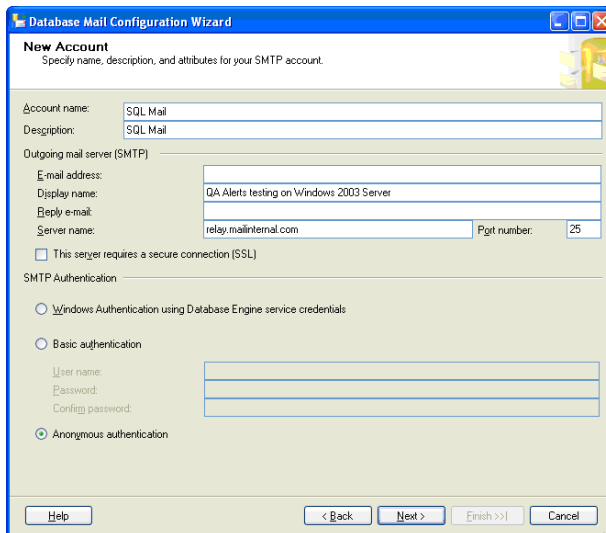 Database Mail Configuration Wizard
New Account
Specify name, description, and attributes for your SMTP account.
Account name: SQL Mail
Description: SQL Mail
Outgoing mail server (SMTP)
E-mail address:
Display name: QA Alerts testing on Windows 2003 Server
Reply e-mail:
Server name: relay.mailinternal.com Port number: 25
This server requires a secure connection (SSL)
SMTP Authentication
Windows Authentication using Database Engine service credentials
Basic authentication
User name:
Password:
Confirm password:
Anonymous authentication
Help < Back Next > Finish >>| Cancel